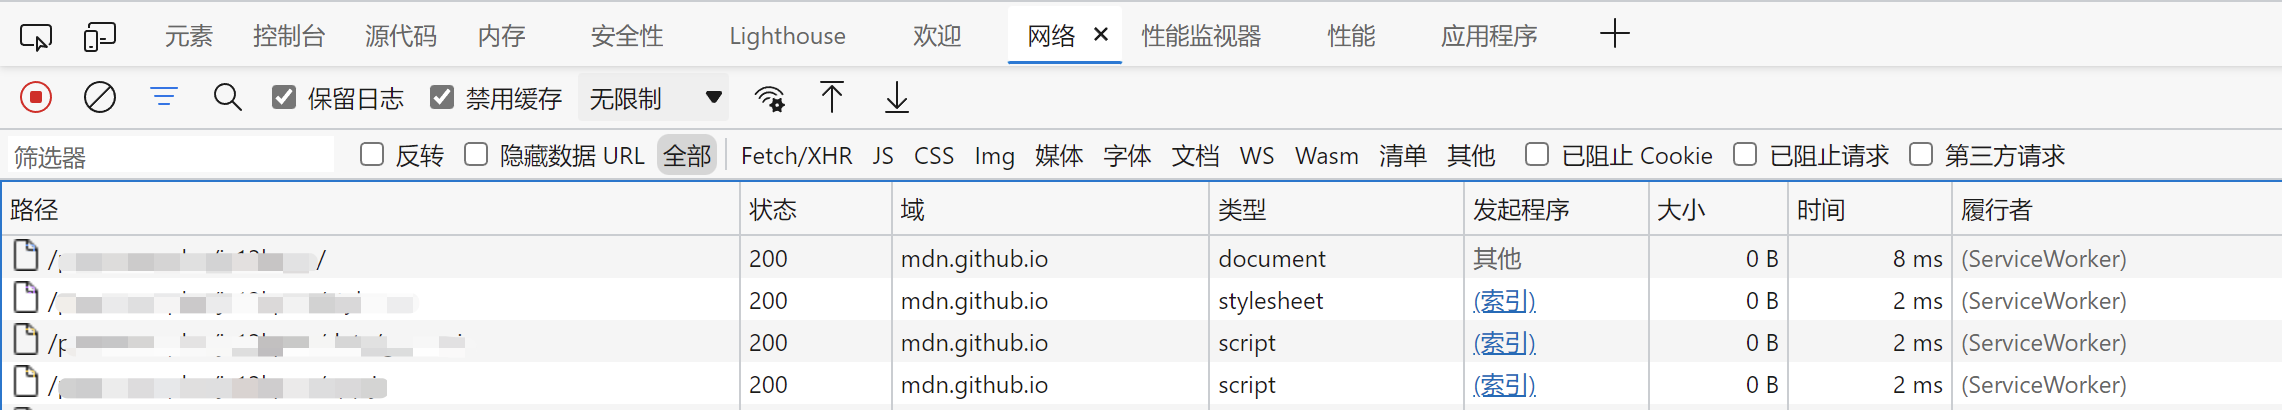 元素 控制台 源代码 内存 安全性 Lighthouse 欢迎 网络 性能监视器 性能 应用程序
保留日志 禁用缓存 无限制
筛选器 反转 隐藏数据 URL 全部 Fetch/XHR JS CSS Img 媒体 字体 文档 WS Wasm 清单 其他 已阻止 Cookie 已阻止请求 第三方请求
路径 状态 域 类型 发起程序 大小 时间 履行者
200 mdn.github.io document 其他 0 B 8 ms (ServiceWorker)
200 mdn.github.io stylesheet (索引) 0 B 2 ms (ServiceWorker)
200 mdn.github.io script (索引) 0 B 2 ms (ServiceWorker)
200 mdn.github.io script (索引) 0 B 2 ms (ServiceWorker)